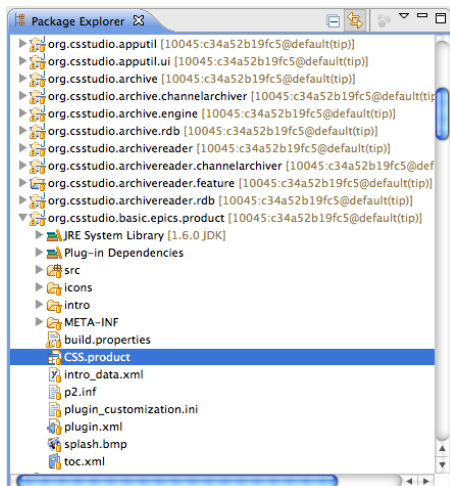 Package Explorer
org.csstudio.apputil [10045:c34a52b19fc5@default(tip)]
org.csstudio.apputil.ui [10045:c34a52b19fc5@default(tip)]
org.csstudio.archive [10045:c34a52b19fc5@default(tip)]
org.csstudio.archive.channelarchiver [10045:c34a52b19fc5@default(tip
org.csstudio.archive.engine [10045:c34a52b19fc5@default(tip)]
org.csstudio.archive.rdb [10045:c34a52b19fc5@default(tip)]
org.csstudio.archivereader [10045:c34a52b19fc5@default(tip)]
org.csstudio.archivereader.channelarchiver [10045:c34a52b19fc5@def
org.csstudio.archivereader.feature [10045:c34a52b19fc5@default(tip)]
org.csstudio.archivereader.rdb [10045:c34a52b19fc5@default(tip)]
org.csstudio.basic.epics.product [10045:c34a52b19fc5@default(tip)]
JRE System Library [1.6.0 JDK]
Plug-in Dependencies
src
icons
intro
META-INF
build.properties
CSS.product
intro_data.xml
p2.inf
plugin_customization.ini
plugin.xml
splash.bmp
toc.xml